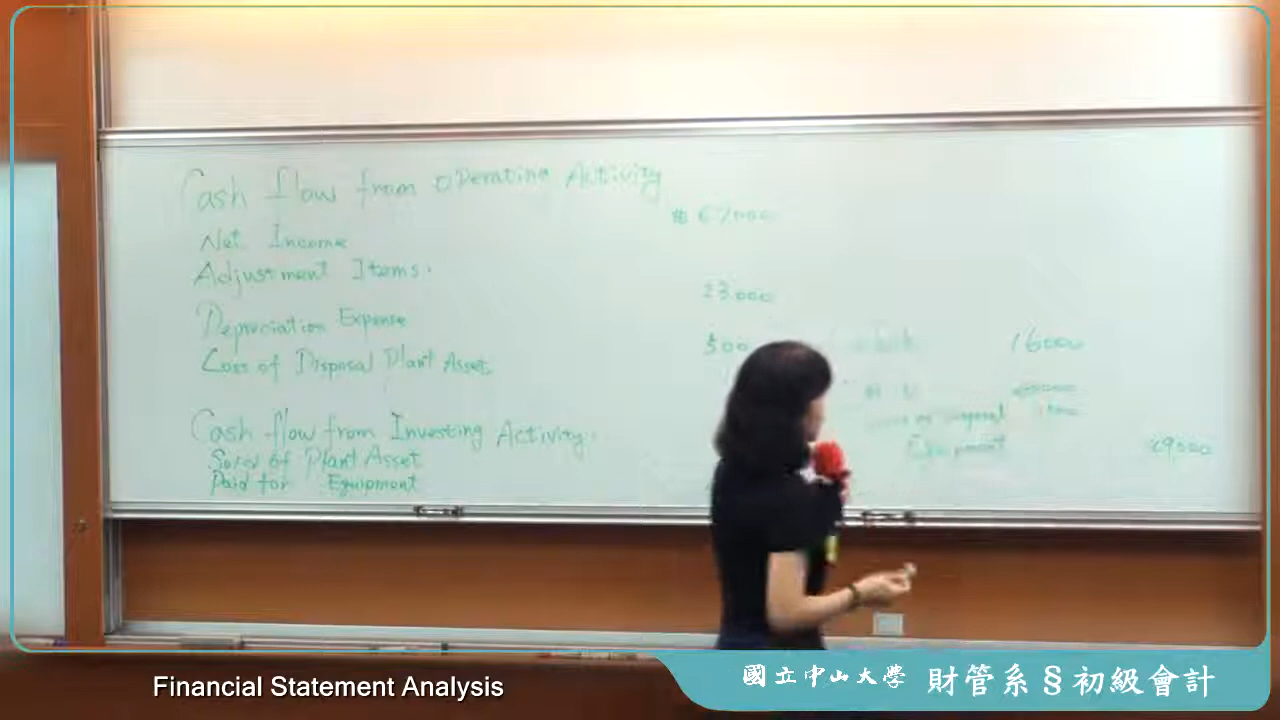 Cash flow from Operating Activity
Net Income $ 67000
Adjustment Items:
Depreciation Expense 23000
Loss of Disposal Plant Asset 500
16000
Equipment
Cash flow from Investing Activity:
of Plant Asset
Paid for Equipment
Financial Statement Analysis
國立中山大學 財管系§初級會計